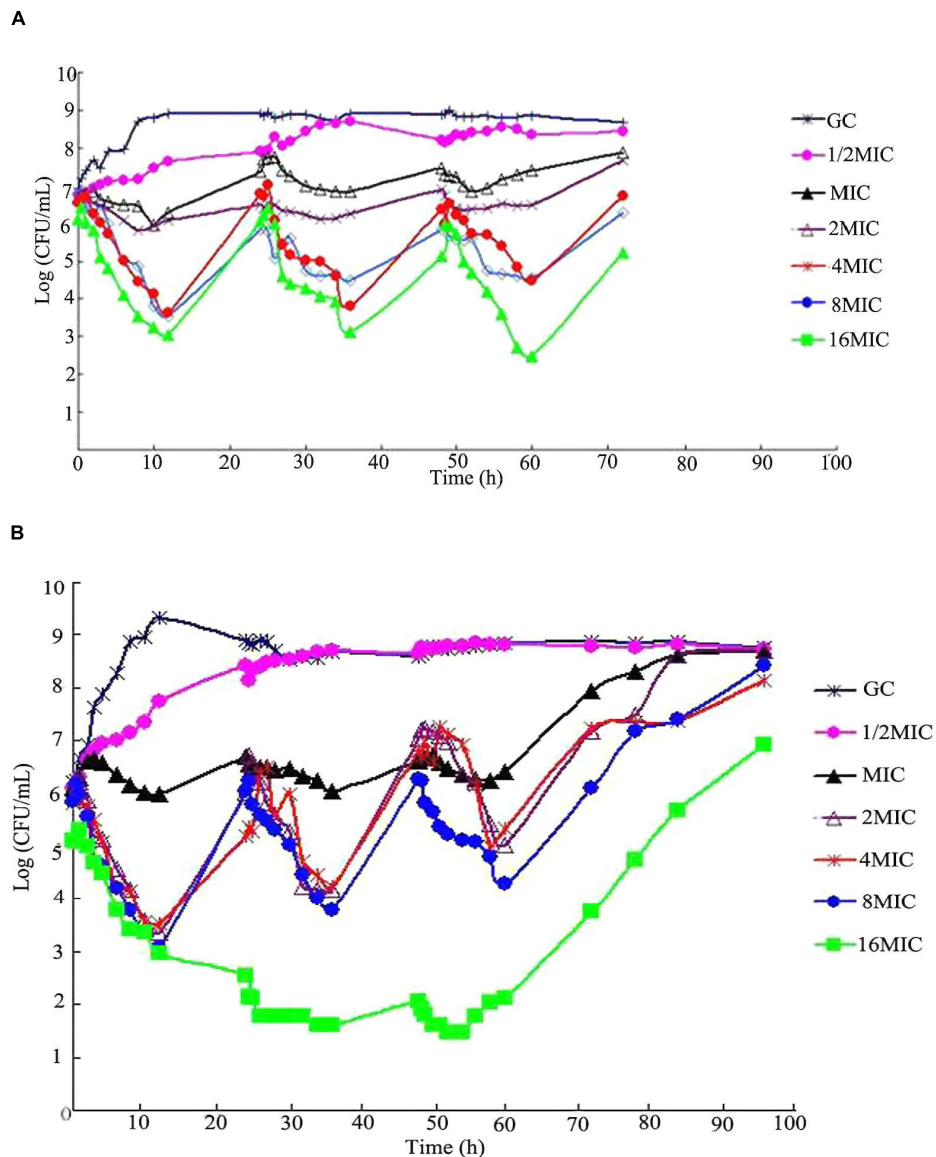 A
10
9
8
7
6
5
4
3
2
1
Log (CFU/mL)
0 10 20 30 40 50 60 70 80 90 100
Time (h)
GC
1/2MIC
MIC
2MIC
4MIC
8MIC
16MIC
B
10
9
8
7
6
5
4
3
2
1
0
Log (CFU/mL)
10 20 30 40 50 60 70 80 90 100
Time (h)
GC
1/2MIC
MIC
2MIC
4MIC
8MIC
16MIC